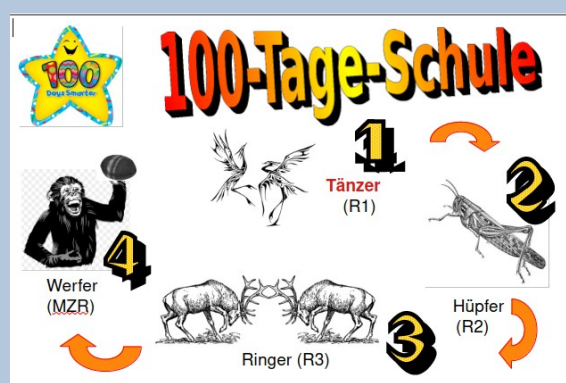 100-Tage-Schule
100
Days Smarter
1
Tänzer
(R1)
2
Hüpfer
(R2)
3
Ringer (R3)
4
Werfer
(MZR)